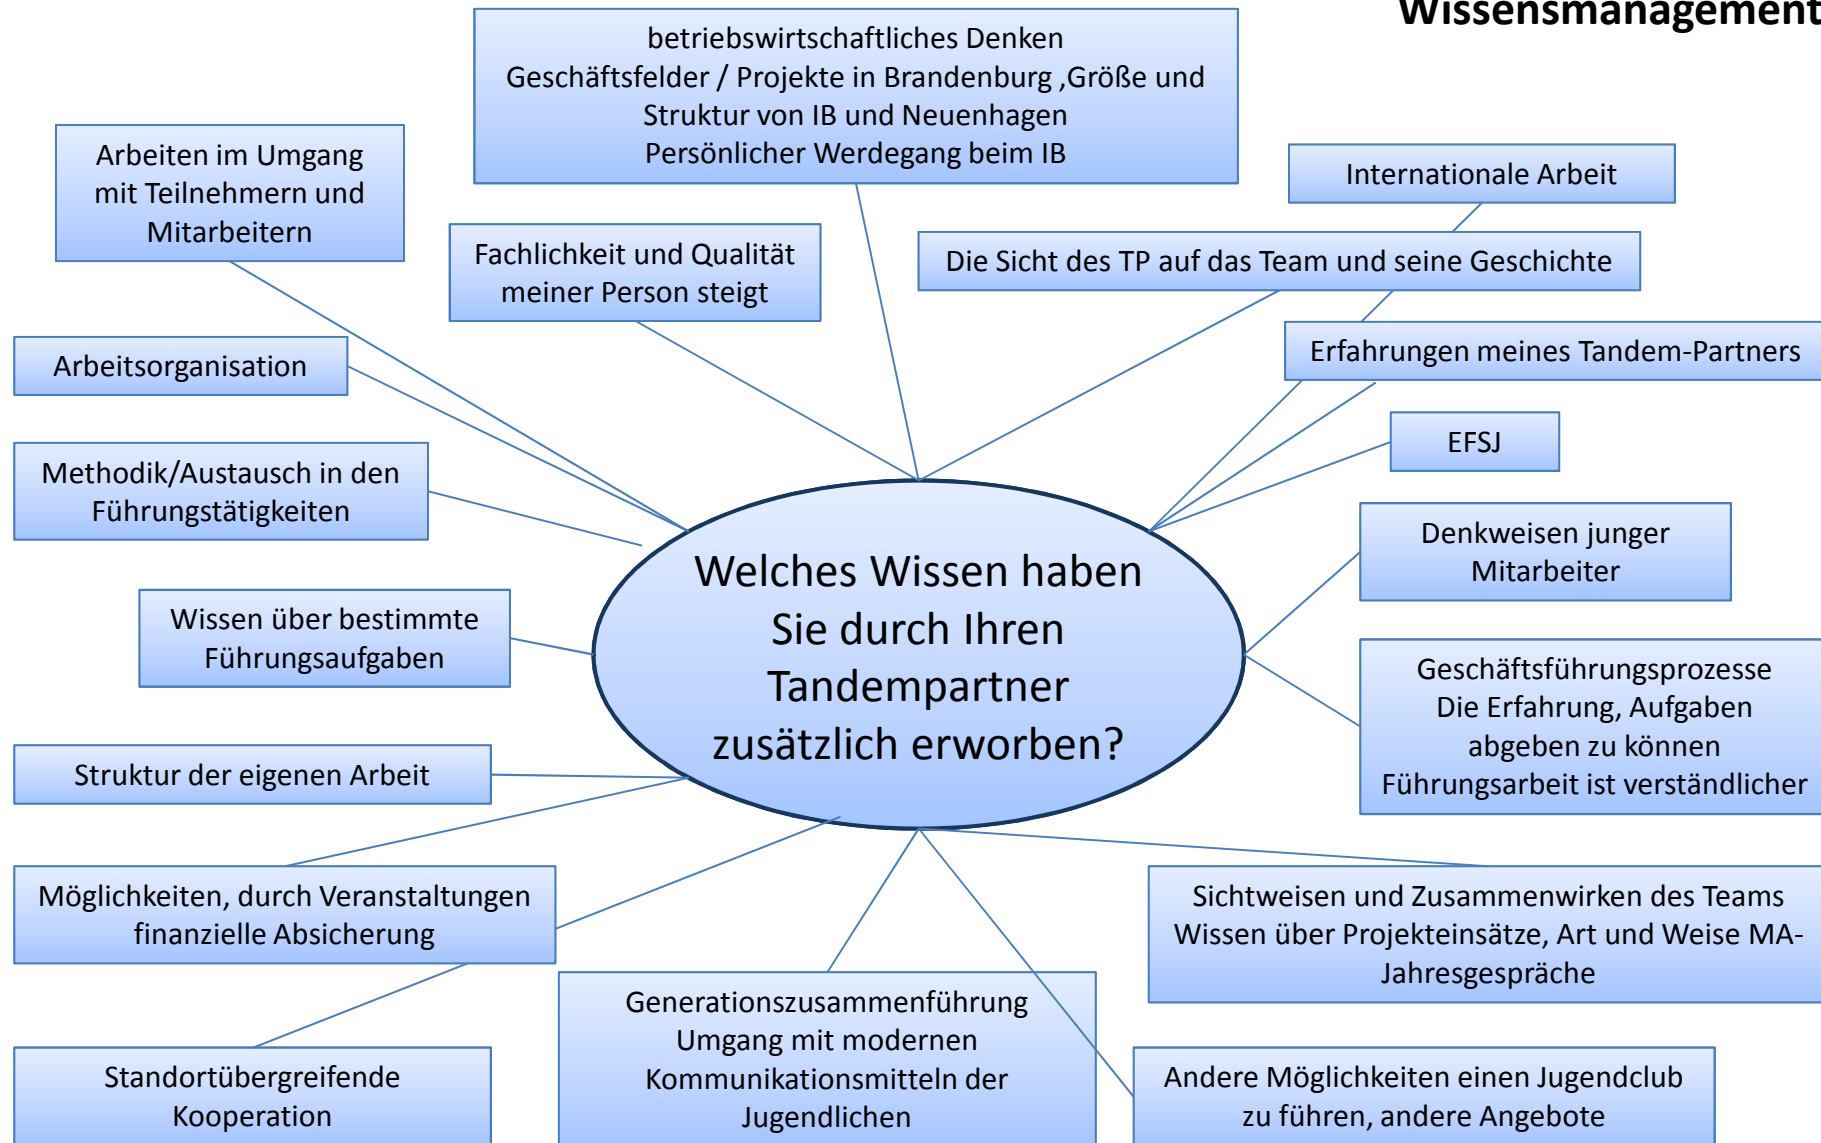 Wissensmanagement
betriebswirtschaftliches Denken
Geschäftsfelder / Projekte in Brandenburg ,Größe und
Struktur von IB und Neuenhagen
Persönlicher Werdegang beim IB
Arbeiten im Umgang
mit Teilnehmern und
Mitarbeitern
Internationale Arbeit
Fachlichkeit und Qualität
meiner Person steigt
Die Sicht des TP auf das Team und seine Geschichte
Arbeitsorganisation
Erfahrungen meines Tandem-Partners
EFSJ
Methodik/Austausch in den
Führungstätigkeiten
Denkweisen junger
Mitarbeiter
Welches Wissen haben
Sie durch Ihren
Tandempartner
zusätzlich erworben?
Wissen über bestimmte
Führungsaufgaben
Geschäftsführungsprozesse
Die Erfahrung, Aufgaben
abgeben zu können
Führungsarbeit ist verständlicher
Struktur der eigenen Arbeit
Möglichkeiten, durch Veranstaltungen
finanzielle Absicherung
Sichtweisen und Zusammenwirken des Teams
Wissen über Projekteinsätze, Art und Weise MA-
Jahresgespräche
Standortübergreifende
Kooperation
Generationszusammenführung
Umgang mit modernen
Kommunikationsmitteln der
Jugendlichen
Andere Möglichkeiten einen Jugendclub
zu führen, andere Angebote